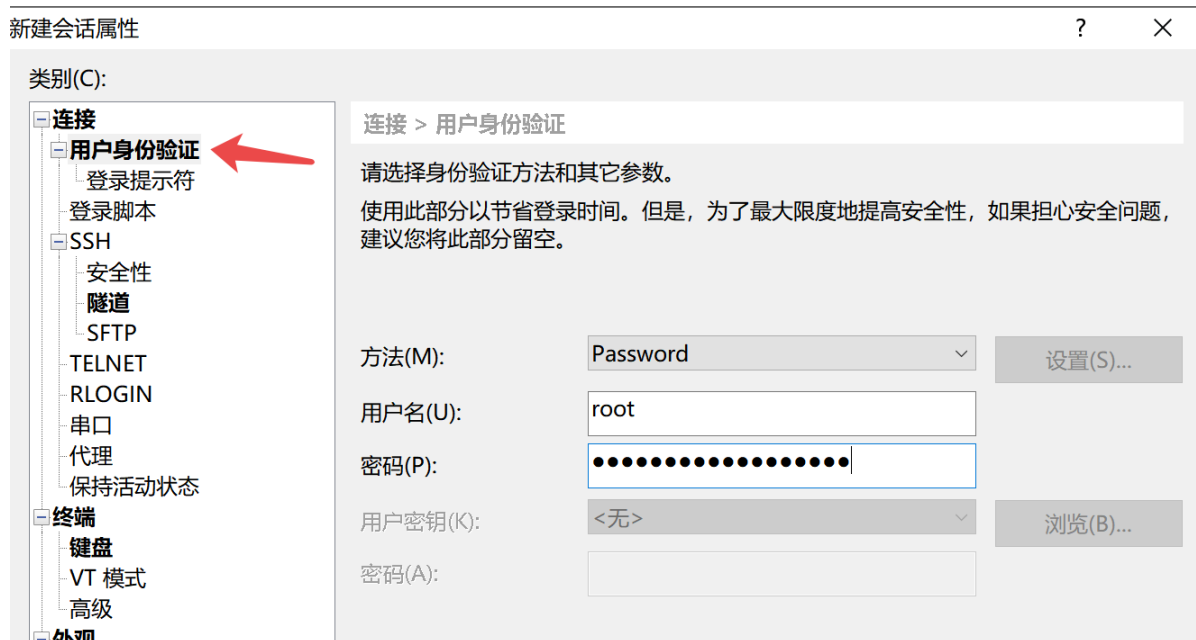 新建会话属性
?
类别(C):
连接
用户身份验证
登录提示符
登录脚本
SSH
安全性
隧道
SFTP
TELNET
RLOGIN
串口
代理
保持活动状态
终端
键盘
VT 模式
高级
外观
连接 > 用户身份验证
请选择身份验证方法和其它参数。
使用此部分以节省登录时间。但是，为了最大限度地提高安全性，如果担心安全问题，
建议您将此部分留空。
方法(M):
Password
设置(S)...
用户名(U):
root
密码(P):
●●●●●●●●●●●●●●●●●●
用户密钥(K):
<无>
浏览(B)...
密码(A):